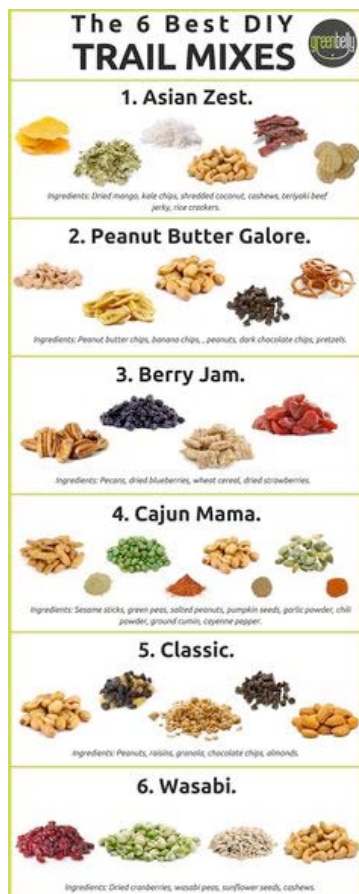 The 6 Best DIY
TRAIL MIXES
greenbelly
1. Asian Zest.
Ingredients: Dried mango, kale chips, shredded coconut, cashews, teriyaki beef
jerky, rice crackers.
2. Peanut Butter Galore.
Ingredients: Peanut butter chips, banana chips, , peanuts, dark chocolate chips, pretzels.
3. Berry Jam.
Ingredients: Pecans, dried blueberries, wheat cereal, dried strawberries.
4. Cajun Mama.
Ingredients: Sesame sticks, green peas, salted peanuts, pumpkin seeds, garlic powder, chili
powder, ground cumin, cayenne pepper.
5. Classic.
Ingredients: Peanuts, raisins, granola, chocolate chips, almonds.
6. Wasabi.
Ingredients: Dried cranberries, wasabi peas, sunflower seeds, cashews.